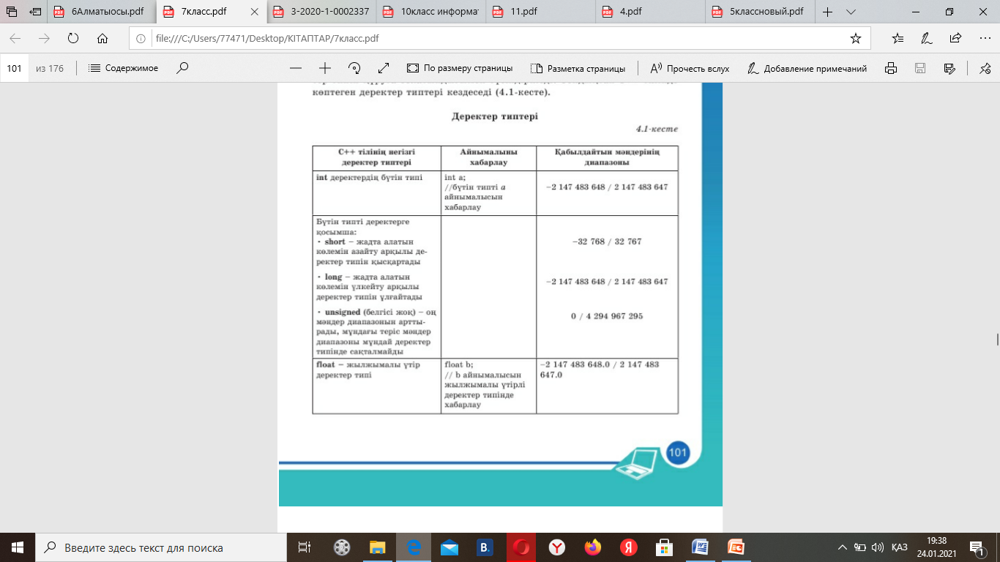 6Алматыосы.pdf
7класс.pdf
3-2020-1-0002337
10класс информат
11.pdf
4.pdf
5классновый.pdf
file:///C:/Users/77471/Desktop/КІТАПТАР/7класс.pdf
101 из 176
Содержимое
По размеру страницы
Разметка страницы
Прочесть вслух
Добавление примечаний
көптеген деректер типтері кездеседі (4.1-кесте).
Деректер типтері
4.1-кесте
C++ тілінің негізгі
деректер типтері
Айнымалыны
хабарлау
Қабылдайтын мәндерінің
диапазоны
int деректердің бүтін типі
int a;
//бүтін типті a
айнымалысын
хабарлау
−2 147 483 648 / 2 147 483 647
Бүтін типті деректерге
қосымша:
• short – жадта алатын
көлемін азайту арқылы де-
ректер типін қысқартады
−32 768 / 32 767
• long – жадта алатын
көлемін үлкейту арқылы
деректер типін ұлғайтады
−2 147 483 648 / 2 147 483 647
• unsigned (белгісі жоқ) – оң
мәндер диапазонын артты-
рады, мұндағы теріс мәндер
диапазоны мұндай деректер
типінде сақталмайды
0 / 4 294 967 295
float – жылжымалы үтір
деректер типі
float b;
// b айнымалысын
жылжымалы үтірлі
деректер типінде
хабарлау
−2 147 483 648.0 / 2 147 483
647.0
101
Введите здесь текст для поиска
ҚАЗ
19:38
24.01.2021